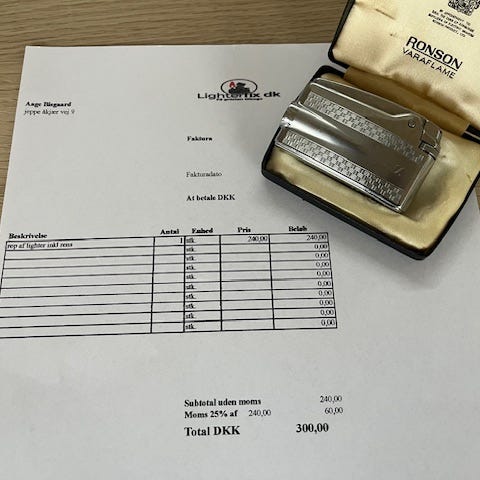 RONSON
VARAFLAME
Lighterfix dk
Aage Bisgaard
jeppe åkjær vej 9
Faktura
Fakturadato
At betale DKK
Beskrivelse Antal Enhed Pris Beløb
rep af lighter inkl rens 1 stk. 240,00 240,00
stk. 0,00
stk. 0,00
stk. 0,00
stk. 0,00
stk. 0,00
stk. 0,00
stk. 0,00
stk. 0,00
Subtotal uden moms 240,00
Moms 25% af 240,00 60,00
Total DKK 300,00